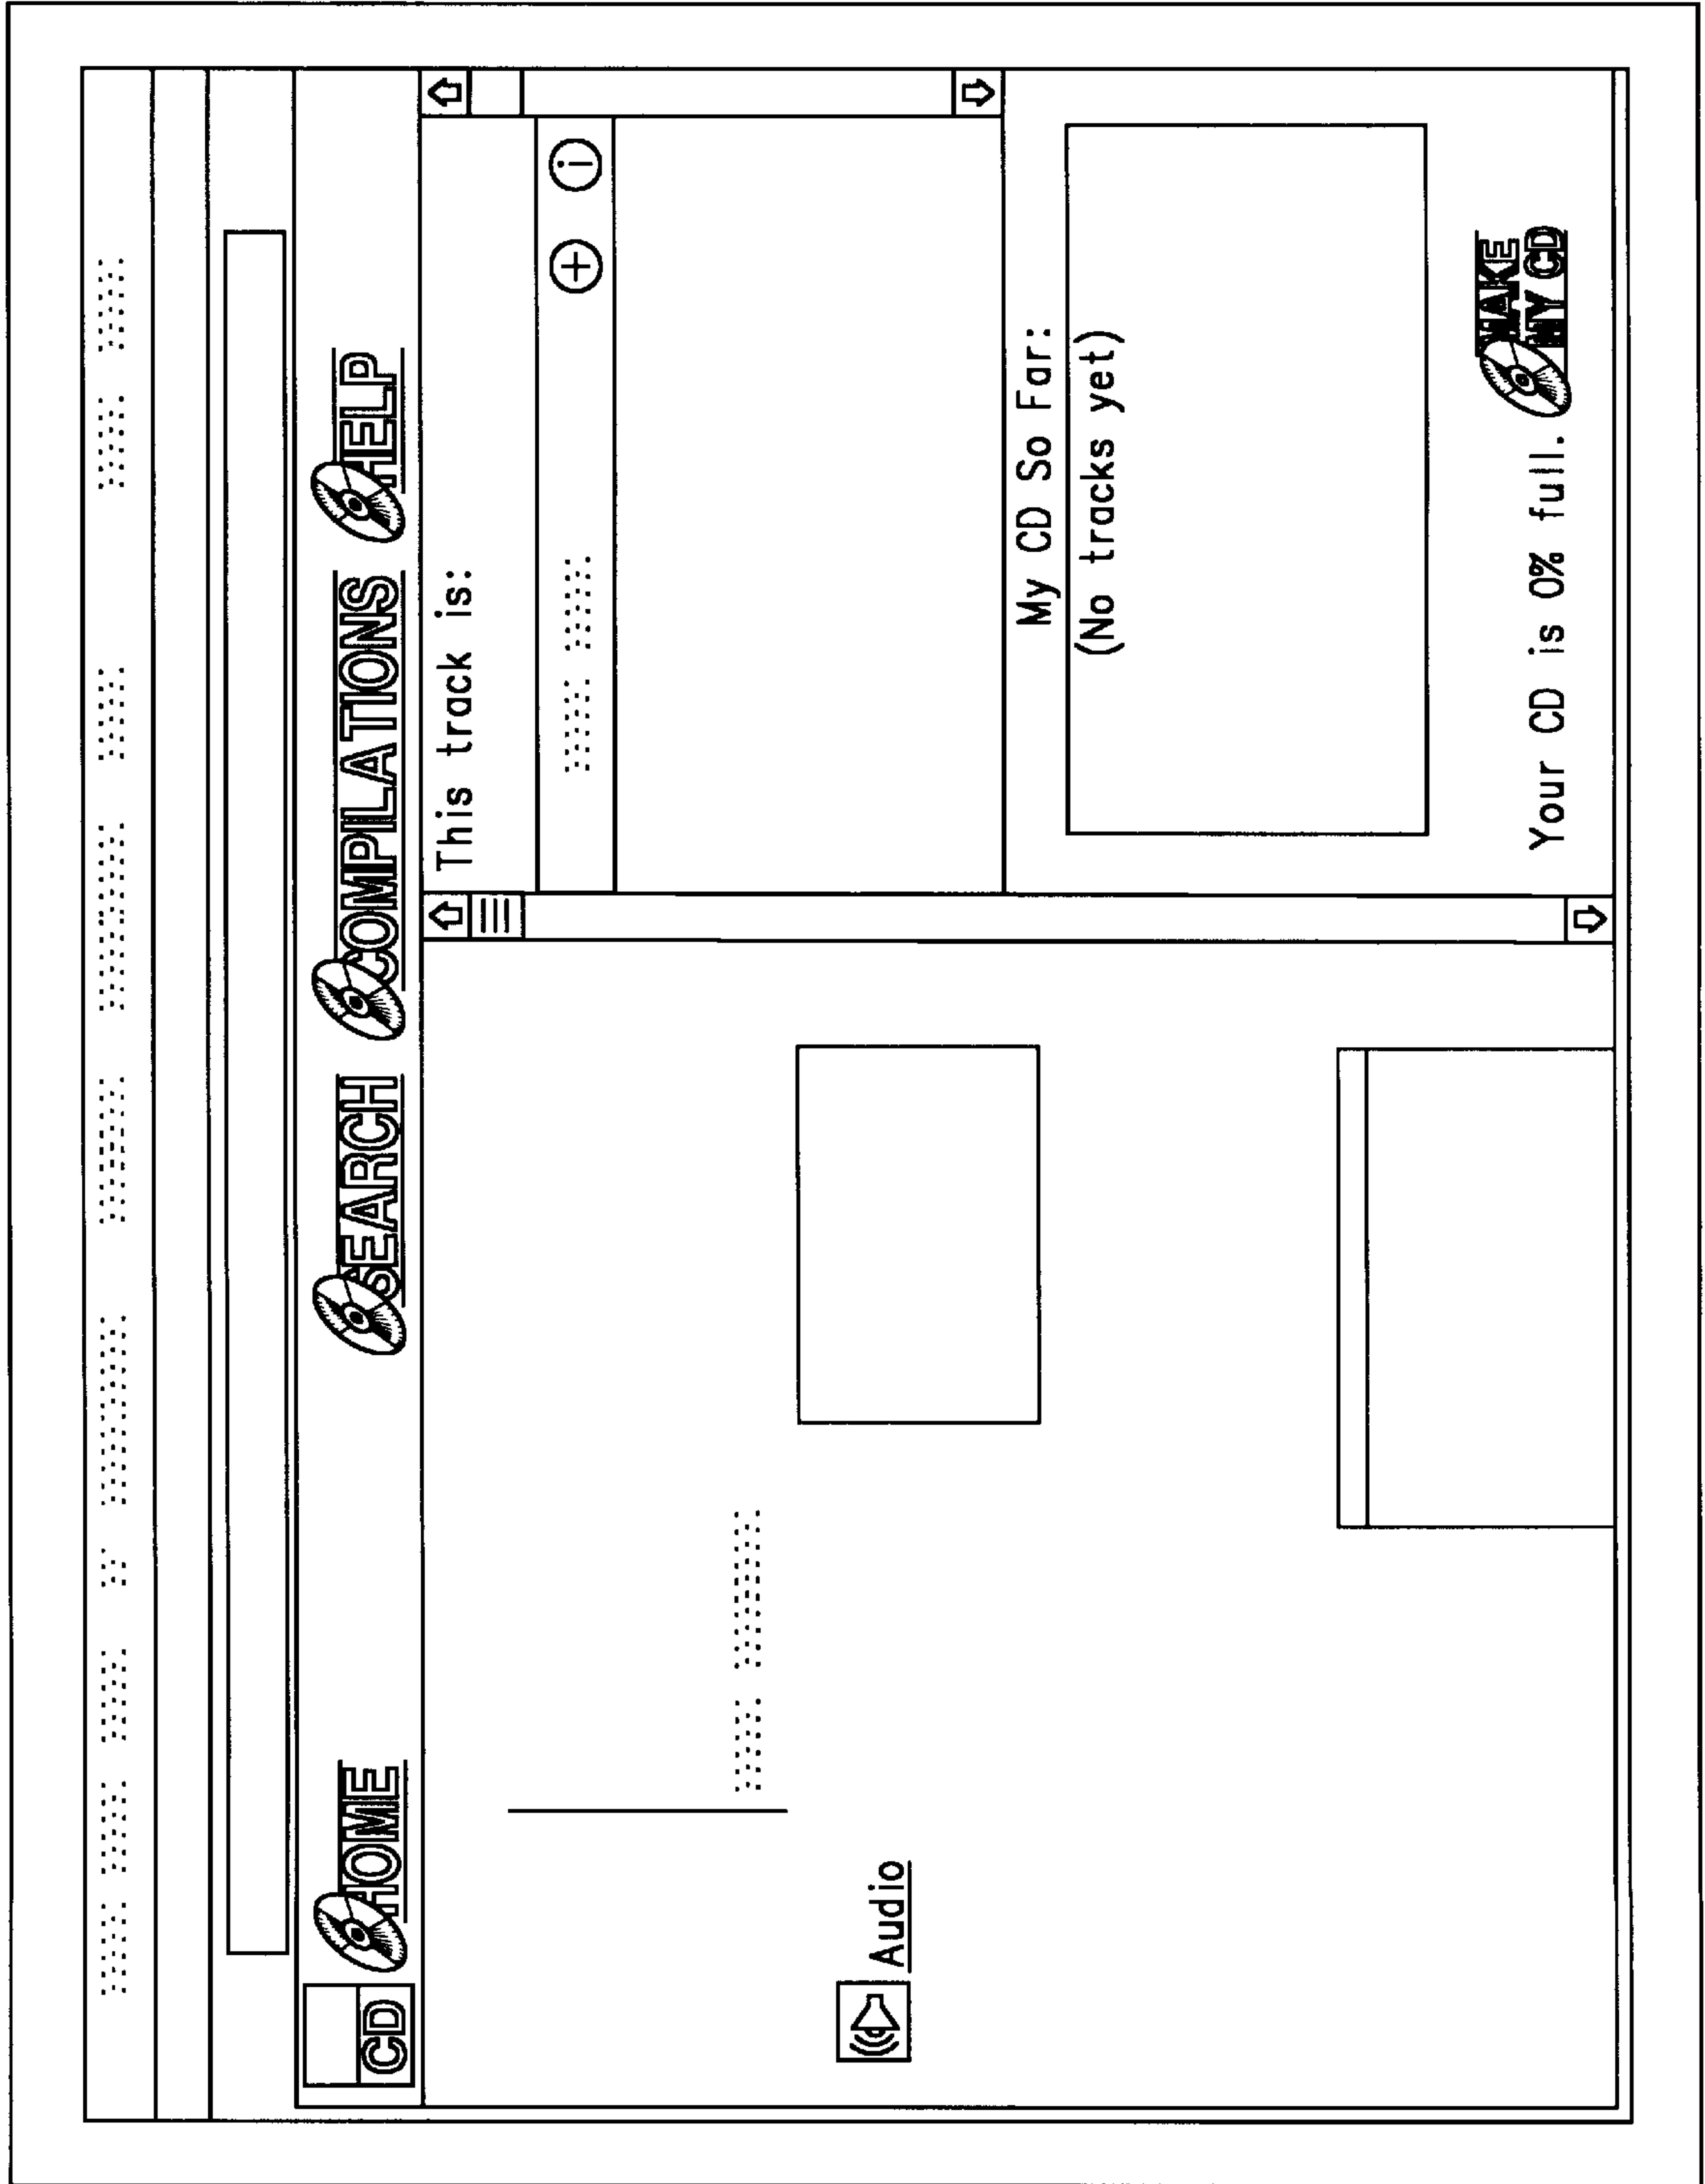 CD HOME SEARCH COMPILATIONS HELP
Audio
This track is:
+ i
My CD So Far:
(No tracks yet)
Your CD is 0% full. MAKE
MY CD